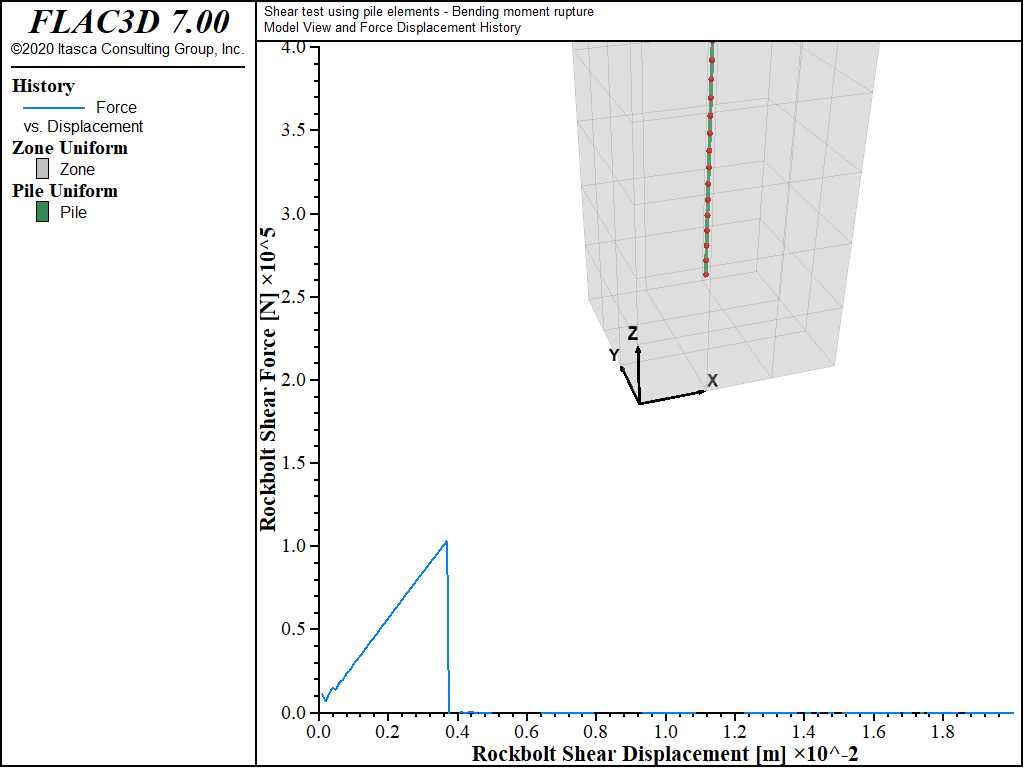 FLAC3D 7.00
©2020 Itasca Consulting Group, Inc.
History
Force
vs. Displacement
Zone Uniform
Zone
Pile Uniform
Pile
Shear test using pile elements - Bending moment rupture
Model View and Force Displacement History
4.0
3.5
3.0
2.5
2.0
1.5
1.0
0.5
0.0
Rockbolt Shear Force [N] ×10^5
Z
Y
X
0.0 0.2 0.4 0.6 0.8 1.0 1.2 1.4 1.6 1.8
Rockbolt Shear Displacement [m] ×10^-2